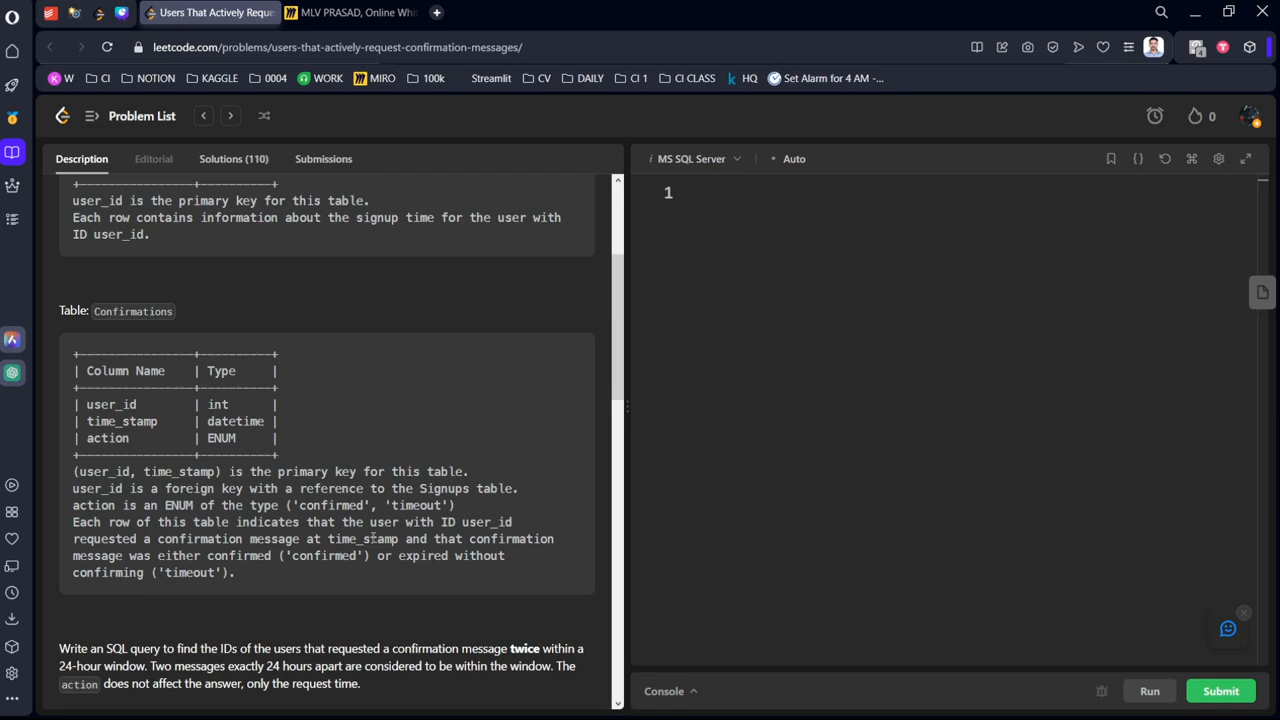 Users That Actively Reque
MLV PRASAD, Online Whi
leetcode.com/problems/users-that-actively-request-confirmation-messages/
4
K W
CI
NOTION
KAGGLE
0004
WORK
MIRO
100k
Streamlit
CV
DAILY
CI 1
CI CLASS
HQ
Set Alarm for 4 AM -...
Problem List
0
Description
Editorial
Solutions (110)
Submissions
i MS SQL Server
• Auto
1
+----------------+----------+
user_id is the primary key for this table.
Each row contains information about the signup time for the user with
ID user_id.
Table: Confirmations
+----------------+----------+
| Column Name    | Type     |
+----------------+----------+
| user_id        | int      |
| time_stamp     | datetime |
| action         | ENUM     |
+----------------+----------+
(user_id, time_stamp) is the primary key for this table.
user_id is a foreign key with a reference to the Signups table.
action is an ENUM of the type ('confirmed', 'timeout')
Each row of this table indicates that the user with ID user_id
requested a confirmation message at time_stamp and that confirmation
message was either confirmed ('confirmed') or expired without
confirming ('timeout').
Write an SQL query to find the IDs of the users that requested a confirmation message twice within a
24-hour window. Two messages exactly 24 hours apart are considered to be within the window. The
action does not affect the answer, only the request time.
Console
Run
Submit